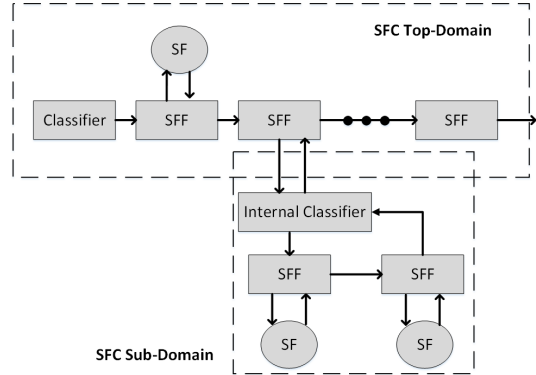 SFC Top-Domain
SF
Classifier
SFF
SFF
SFF
Internal Classifier
SFF
SFF
SF
SF
SFC Sub-Domain